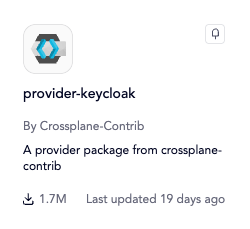 provider-keycloak
By Crossplane-Contrib
A provider package from crossplane-
contrib
1.7M Last updated 19 days ago